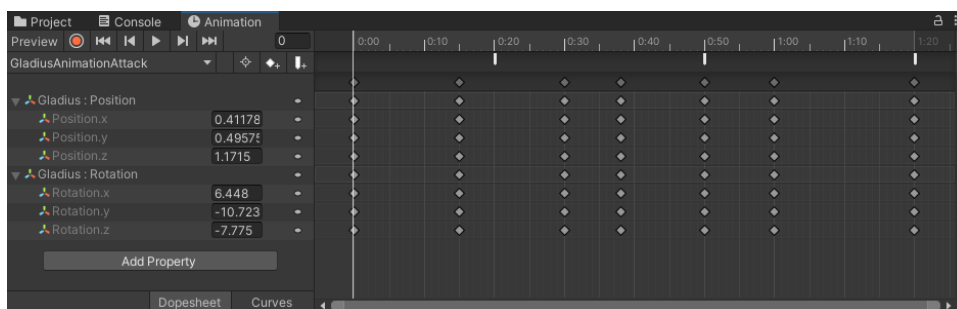 Project Console Animation
Preview 0 0:00 0:10 0:20 0:30 0:40 0:50 1:00 1:10 1:20
GladiusAnimationAttack
Gladius : Position
Position.x 0.41178
Position.y 0.49575
Position.z 1.1715
Gladius : Rotation
Rotation.x 6.448
Rotation.y -10.723
Rotation.z -7.775
Add Property
Dopesheet Curves